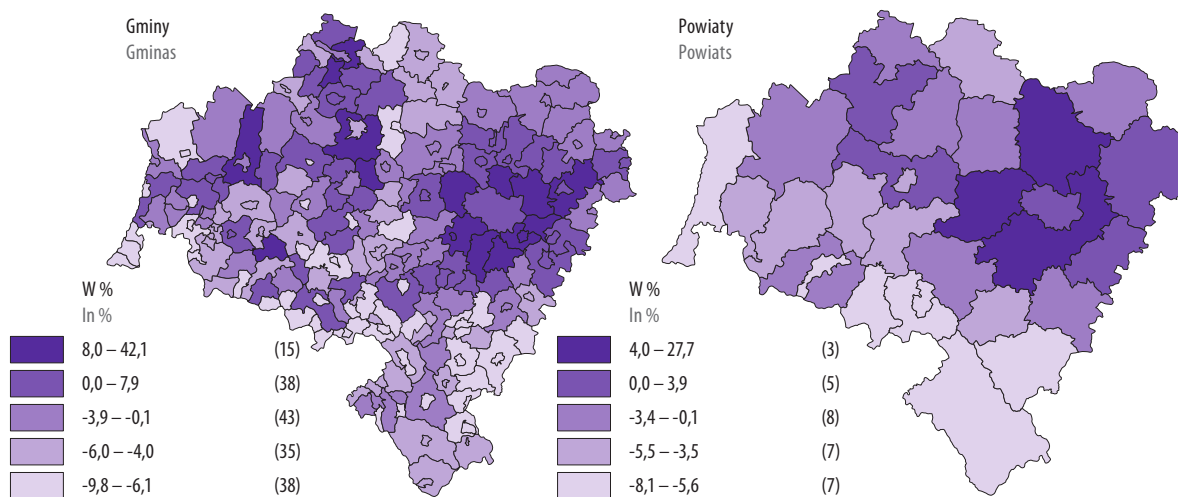 Gminy
Gminas
W %
In %
8,0 – 42,1 (15)
0,0 – 7,9 (38)
-3,9 – -0,1 (43)
-6,0 – -4,0 (35)
-9,8 – -6,1 (38)
Powiaty
Powiats
W %
In %
4,0 – 27,7 (3)
0,0 – 3,9 (5)
-3,4 – -0,1 (8)
-5,5 – -3,5 (7)
-8,1 – -5,6 (7)